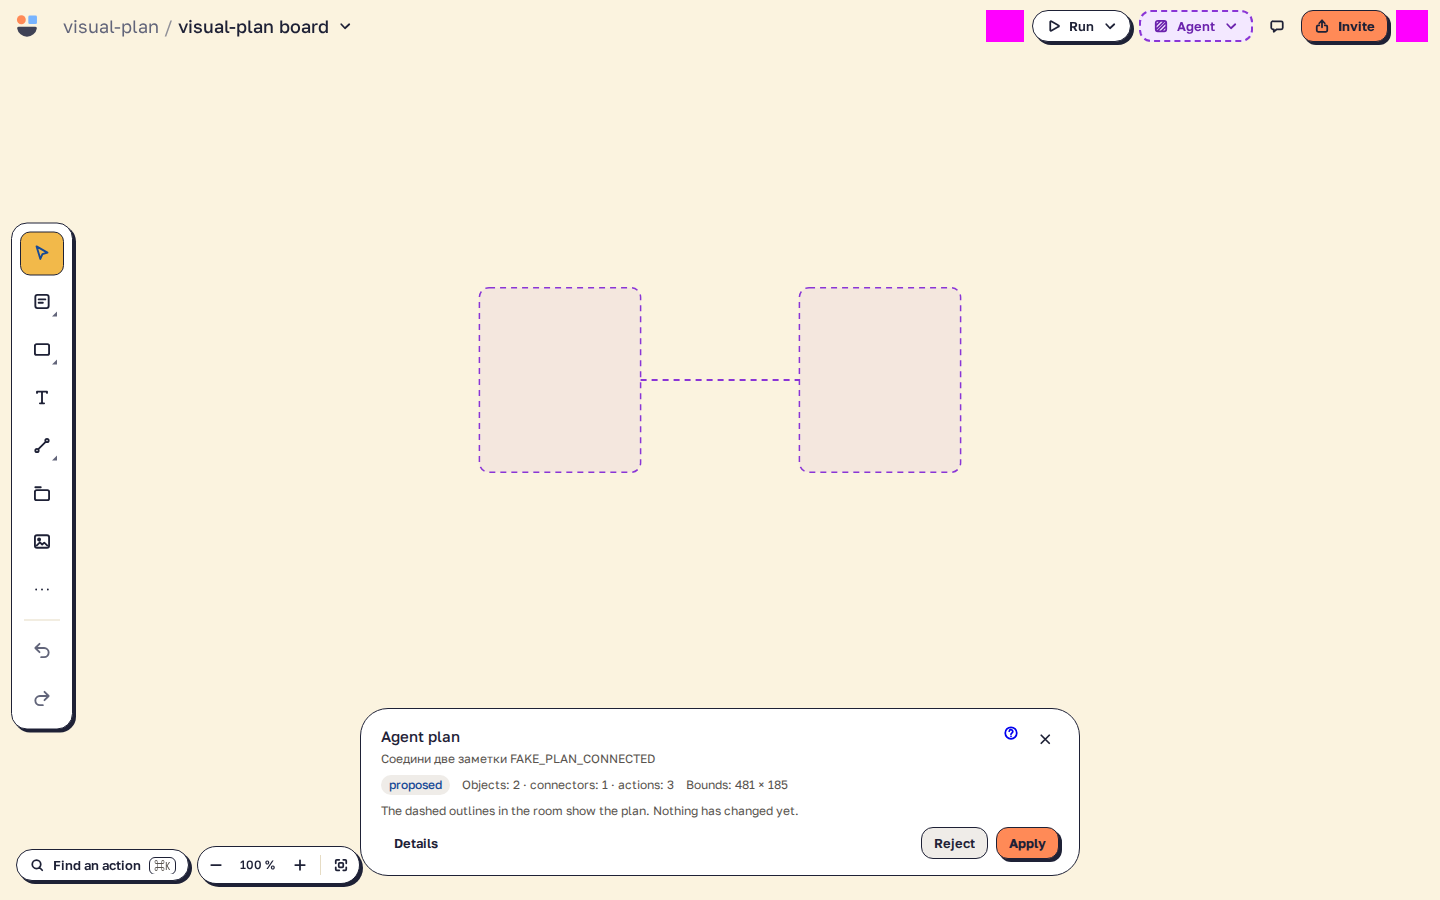 visual-plan / visual-plan board
Run
Agent
Invite
Agent plan
Соедини две заметки FAKE_PLAN_CONNECTED
proposed Objects: 2 · connectors: 1 · actions: 3 Bounds: 481 × 185
The dashed outlines in the room show the plan. Nothing has changed yet.
Details
Reject
Apply
Find an action ⌘K
100 %